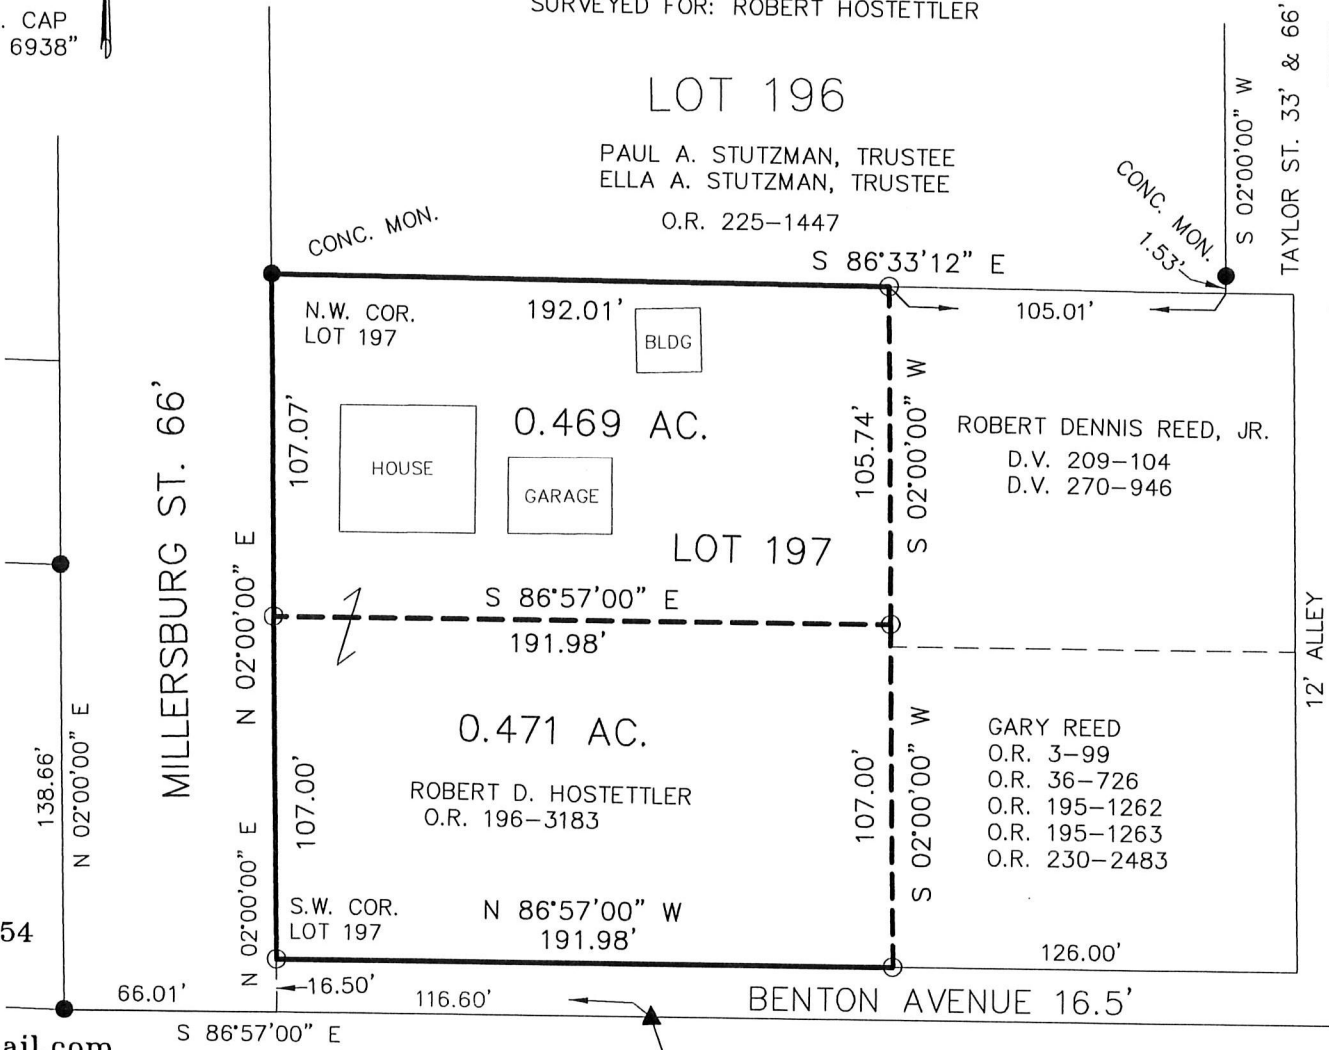 . CAP
6938"
SURVEYED FOR: ROBERT HOSTETTLER
LOT 196
PAUL A. STUTZMAN, TRUSTEE
ELLA A. STUTZMAN, TRUSTEE
O.R. 225-1447
CONC. MON.
S 86°33'12" E
CONC. MON.
1.53'
S 02°00'00" W
TAYLOR ST. 33' & 66'
N.W. COR.
LOT 197
192.01'
BLDG
105.01'
107.07'
HOUSE
0.469 AC.
GARAGE
105.74'
S 02°00'00" W
ROBERT DENNIS REED, JR.
D.V. 209-104
D.V. 270-946
LOT 197
MILLERSBURG ST. 66'
N 02°00'00" E
S 86°57'00" E
191.98'
12' ALLEY
138.66'
N 02°00'00" E
0.471 AC.
ROBERT D. HOSTETTLER
O.R. 196-3183
107.00'
107.00'
S 02°00'00" W
GARY REED
O.R. 3-99
O.R. 36-726
O.R. 195-1262
O.R. 195-1263
O.R. 230-2483
N 02°00'00" E
S.W. COR.
LOT 197
N 86°57'00" W
191.98'
126.00'
54
66.01'
16.50'
116.60'
BENTON AVENUE 16.5'
S 86°57'00" E
ail.com